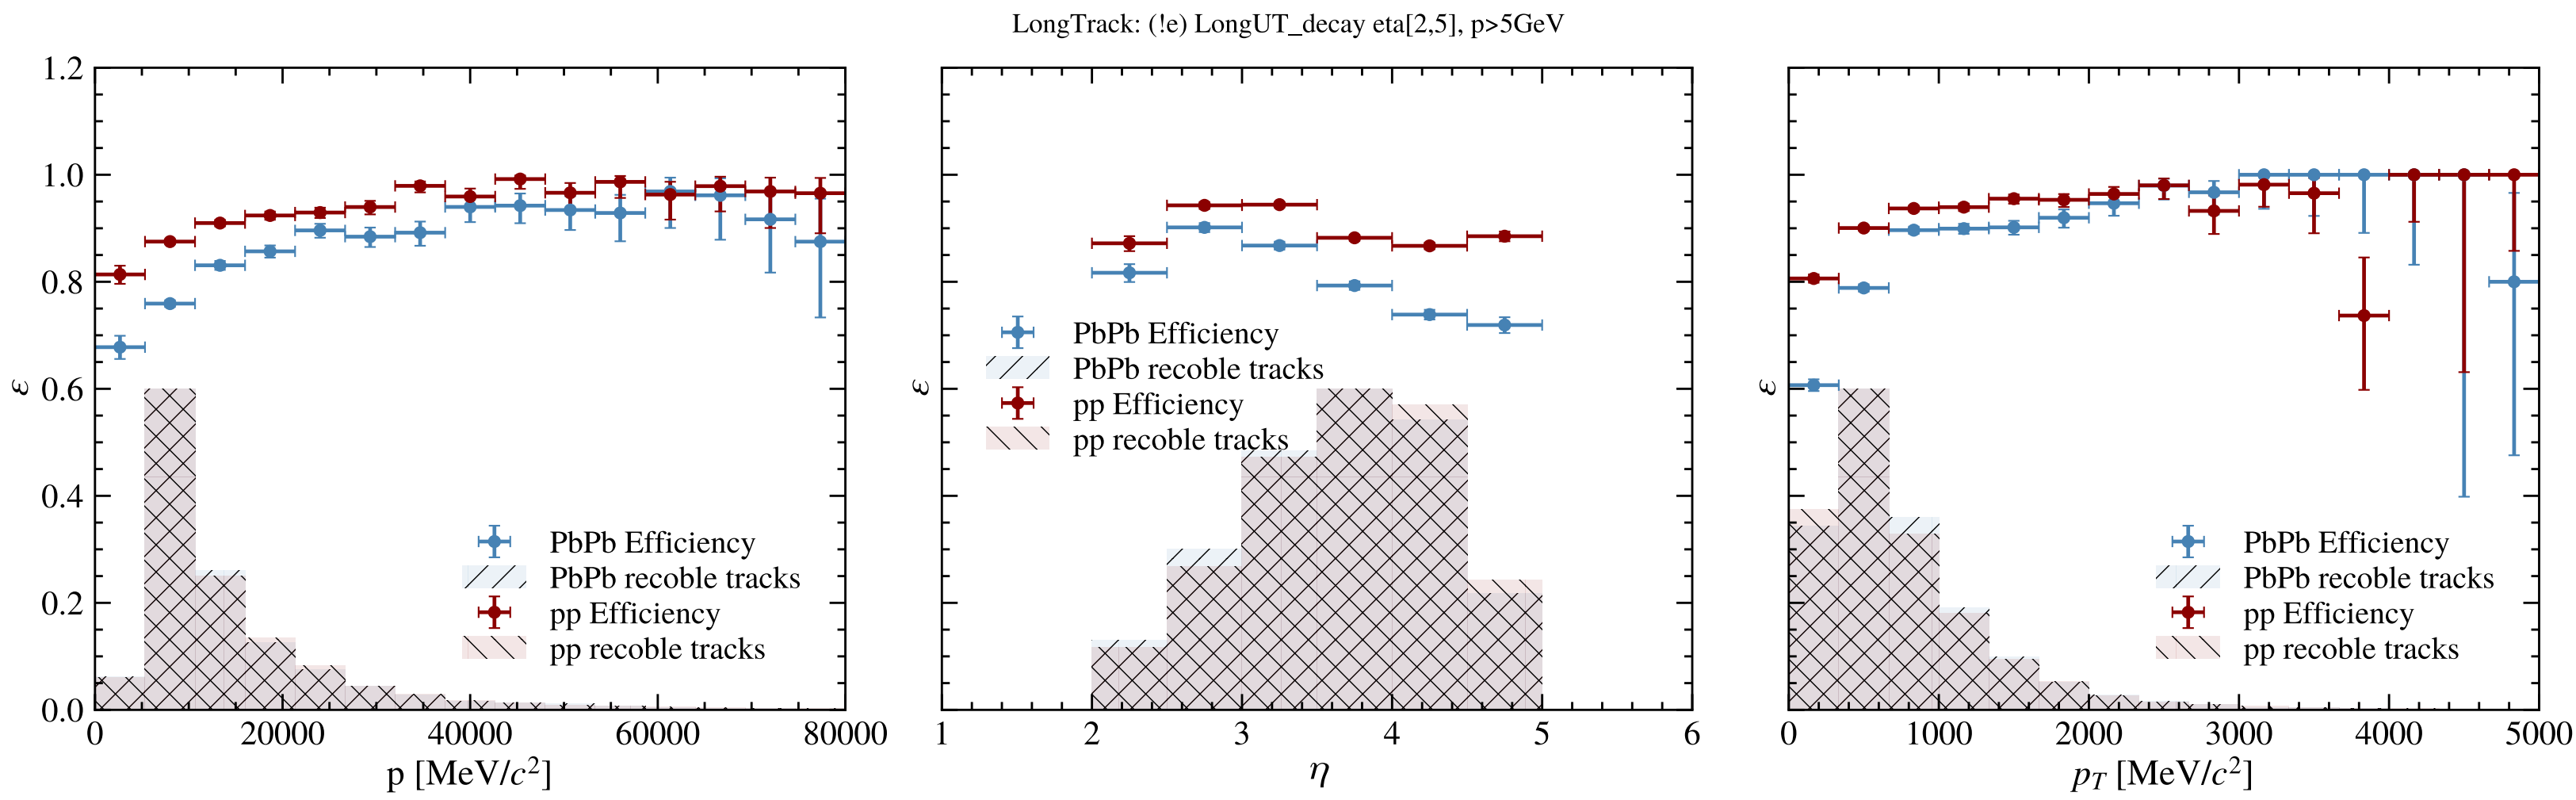 LongTrack: (!e) LongUT_decay eta[2,5], p>5GeV
1.2
1.0
0.8
0.6
0.4
0.2
0.0
ε
0 20000 40000 60000 80000
p [MeV/c²]
PbPb Efficiency
PbPb recoble tracks
pp Efficiency
pp recoble tracks
ε
PbPb Efficiency
PbPb recoble tracks
pp Efficiency
pp recoble tracks
1 2 3 4 5 6
η
ε
PbPb Efficiency
PbPb recoble tracks
pp Efficiency
pp recoble tracks
0 1000 2000 3000 4000 5000
p_T [MeV/c²]